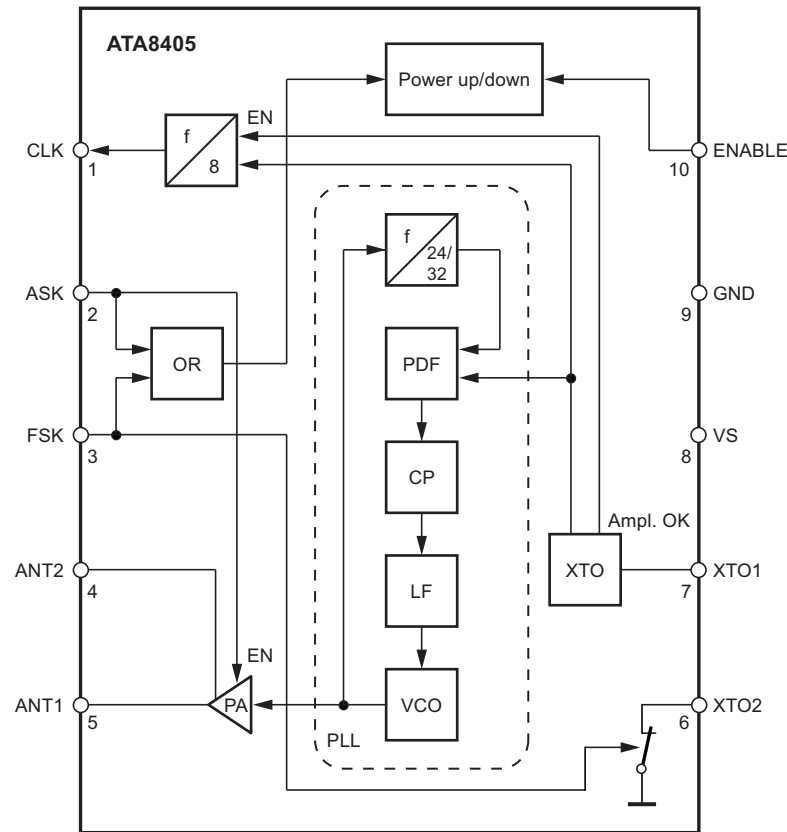 ATA8405
Power up/down
EN
CLK
1
f
8
ENABLE
10
f
24/
32
ASK
2
GND
9
OR
PDF
FSK
3
VS
8
CP
Ampl. OK
ANT2
4
LF
XTO
XTO1
7
EN
ANT1
5
PA
VCO
XTO2
6
PLL